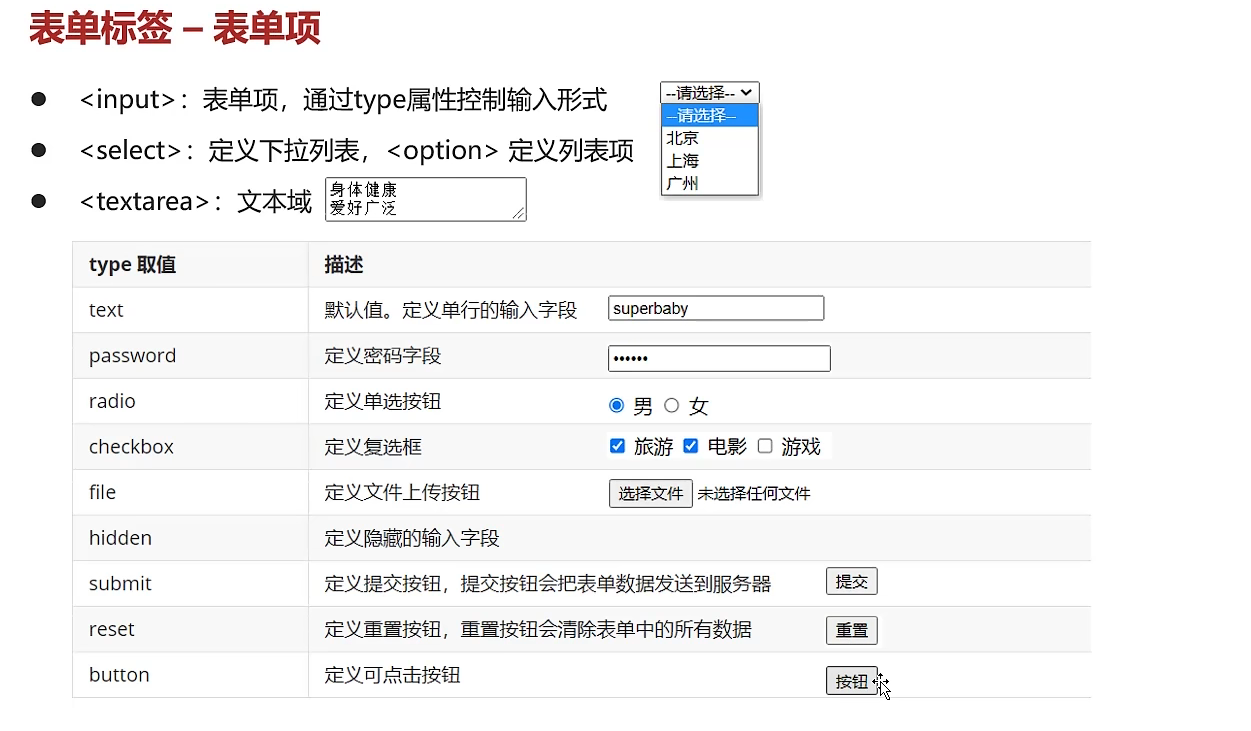 表单标签 – 表单项
● <input>：表单项，通过type属性控制输入形式
● <select>：定义下拉列表，<option> 定义列表项
--请选择--
--请选择--
北京
上海
广州
● <textarea>：文本域
身体健康
爱好广泛
type 取值 描述
text 默认值。定义单行的输入字段 superbaby
password 定义密码字段 ••••••
radio 定义单选按钮 男 女
checkbox 定义复选框 旅游 电影 游戏
file 定义文件上传按钮 选择文件 未选择任何文件
hidden 定义隐藏的输入字段
submit 定义提交按钮，提交按钮会把表单数据发送到服务器 提交
reset 定义重置按钮，重置按钮会清除表单中的所有数据 重置
button 定义可点击按钮 按钮